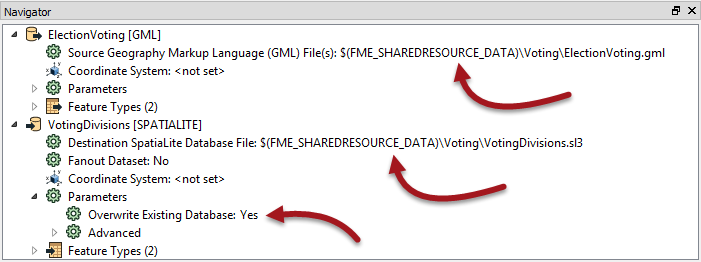 Navigator
ElectionVoting [GML]
Source Geography Markup Language (GML) File(s): $(FME_SHAREDRESOURCE_DATA)\Voting\ElectionVoting.gml
Coordinate System: <not set>
Parameters
Feature Types (2)
VotingDivisions [SPATIALITE]
Destination SpatiaLite Database File: $(FME_SHAREDRESOURCE_DATA)\Voting\VotingDivisions.sl3
Fanout Dataset: No
Coordinate System: <not set>
Parameters
Overwrite Existing Database: Yes
Advanced
Feature Types (2)